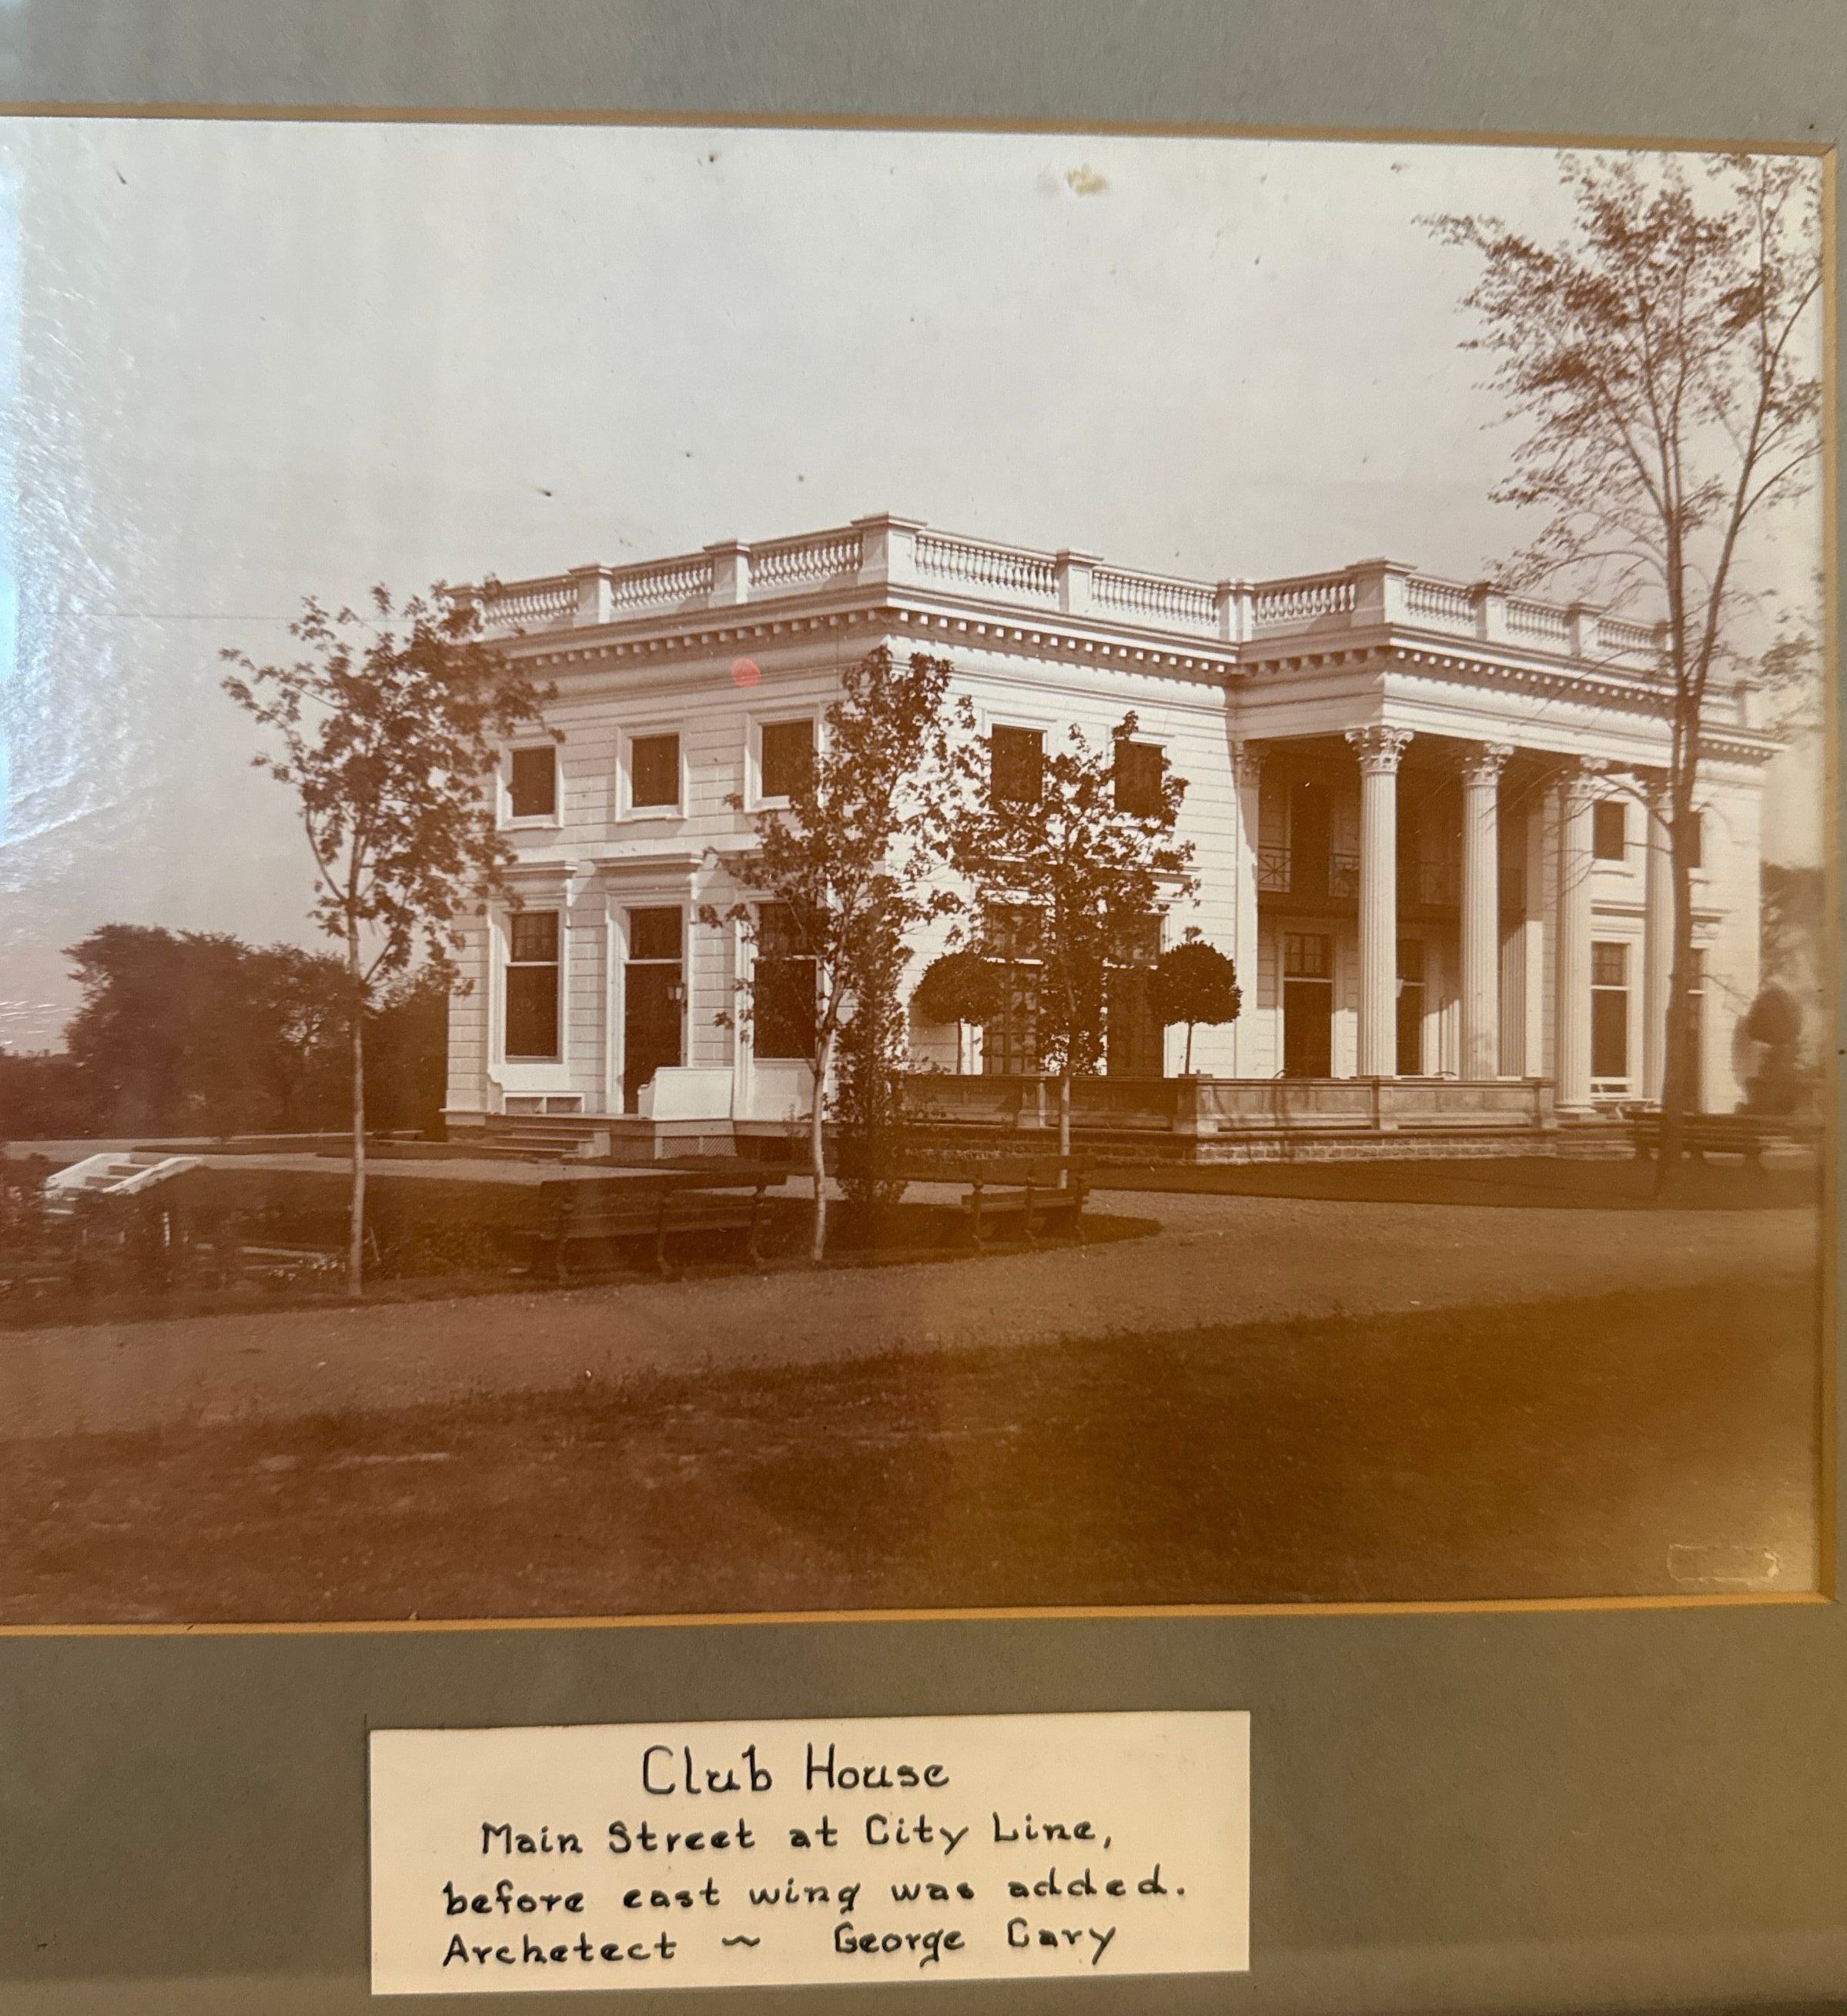 Club House
Main Street at City Line,
before east wing was added.
Archetect ~ George Cary